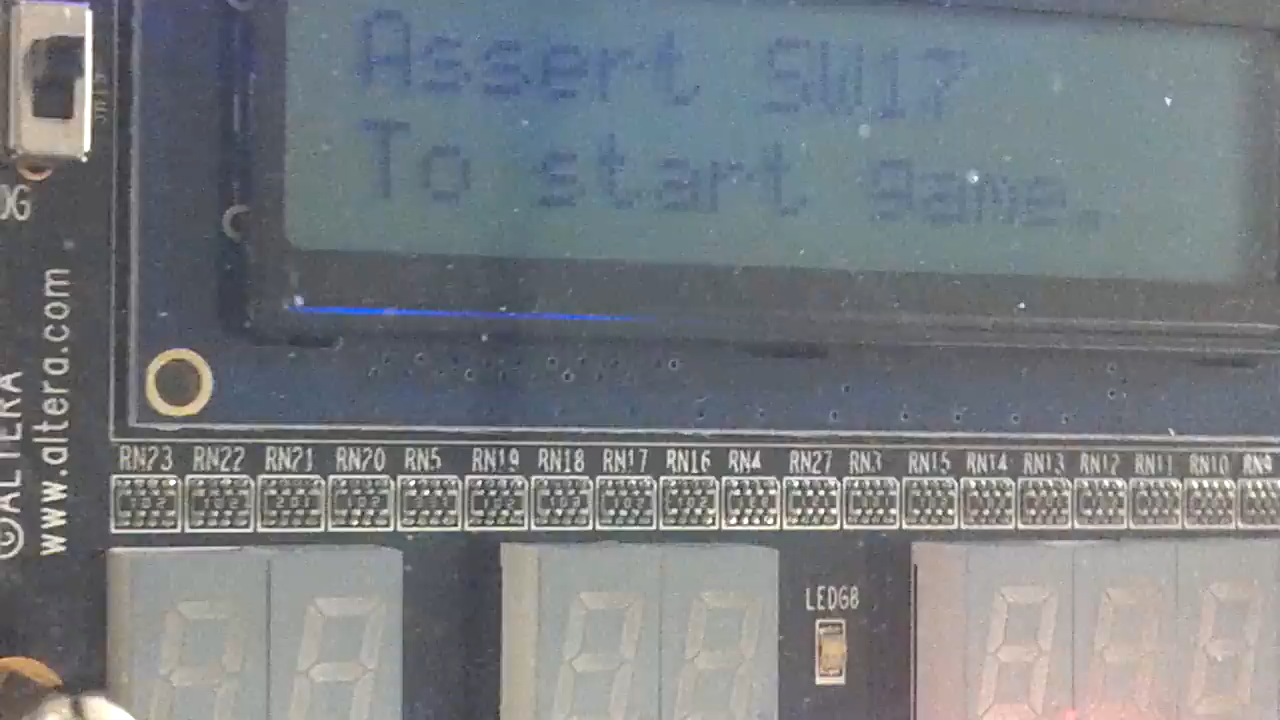 Assert SW17
To start game.
©ALTERA
www.altera.com
RN23 RN22 RN21 RN20 RN5 RN19 RN18 RN17 RN16 RN4 RN27 RN3 RN15 RN14 RN13 RN12 RN11 RN10 RN9
LEDG8